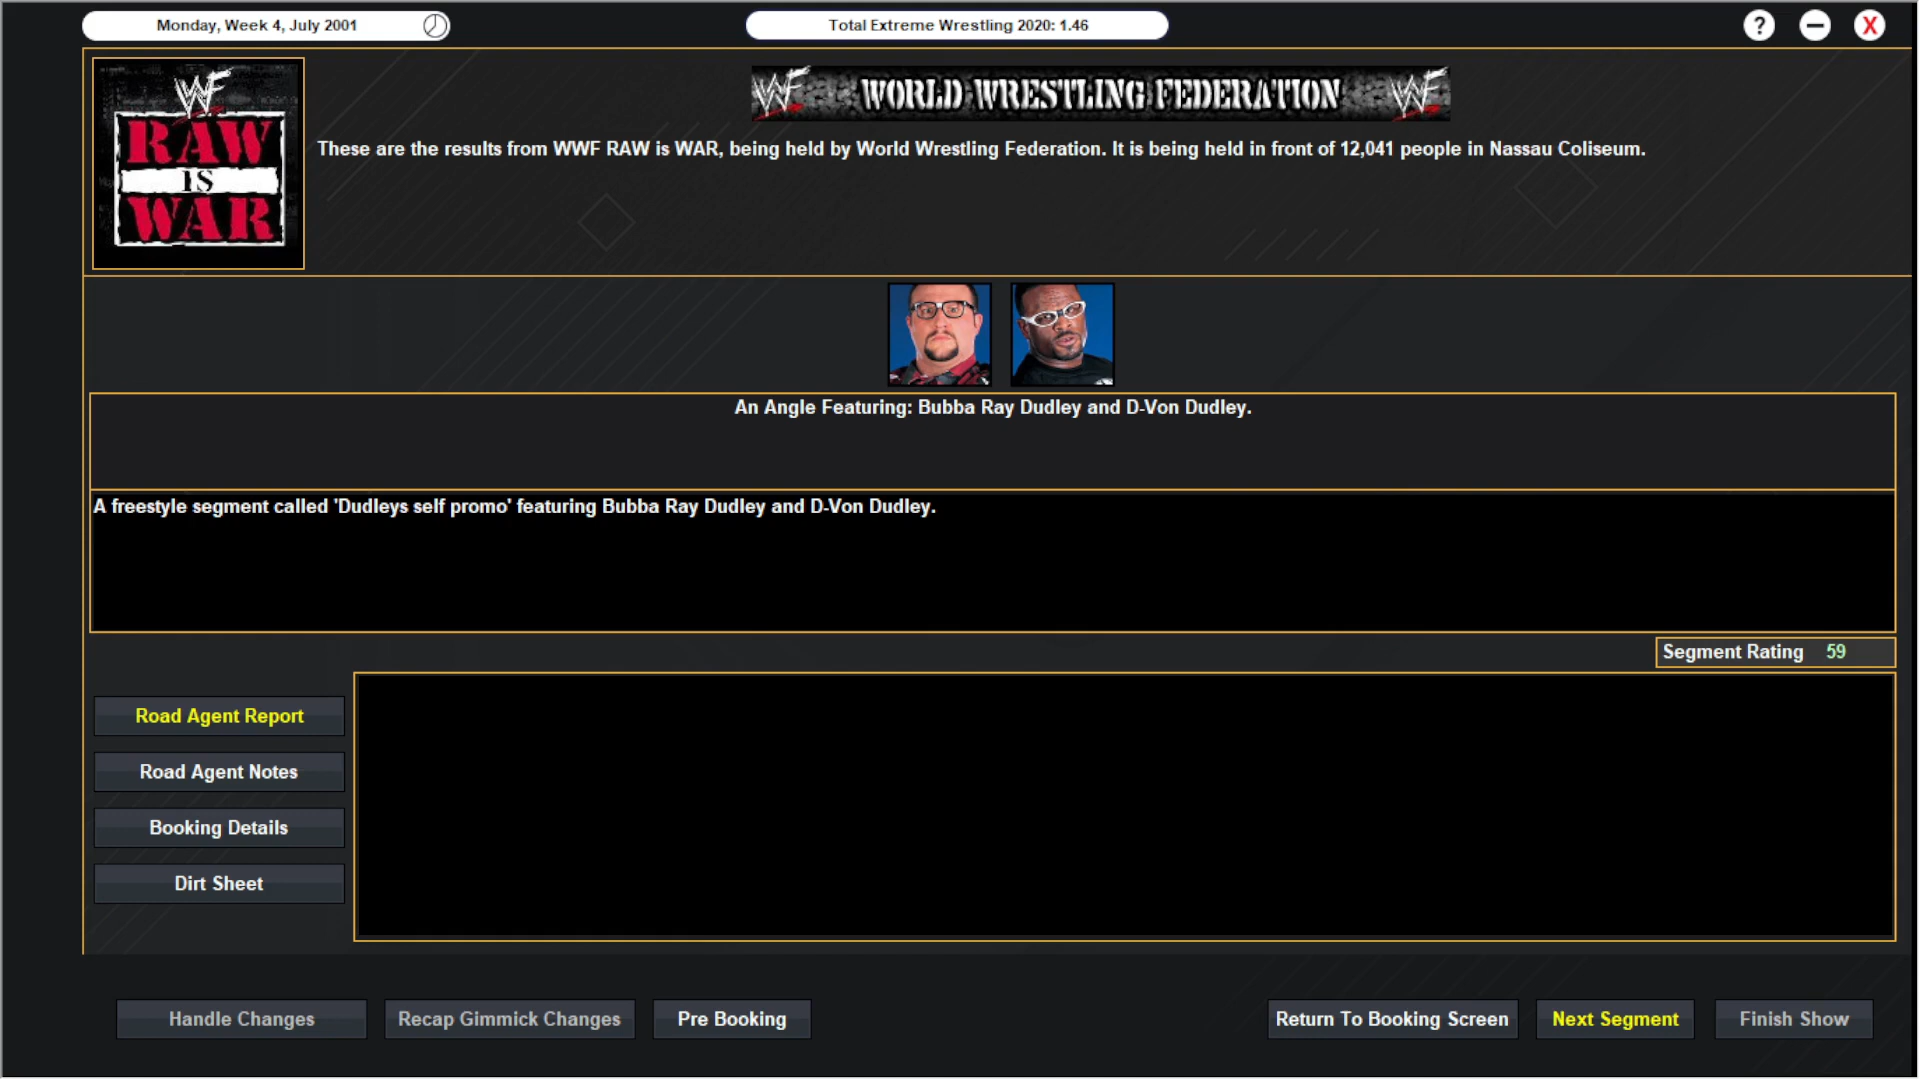 Monday, Week 4, July 2001
Total Extreme Wrestling 2020: 1.46
?
X
WF
RAW
IS
WAR
WF WORLD WRESTLING FEDERATION WF
These are the results from WWF RAW is WAR, being held by World Wrestling Federation. It is being held in front of 12,041 people in Nassau Coliseum.
An Angle Featuring: Bubba Ray Dudley and D-Von Dudley.
A freestyle segment called 'Dudleys self promo' featuring Bubba Ray Dudley and D-Von Dudley.
Segment Rating 59
Road Agent Report
Road Agent Notes
Booking Details
Dirt Sheet
Handle Changes
Recap Gimmick Changes
Pre Booking
Return To Booking Screen
Next Segment
Finish Show